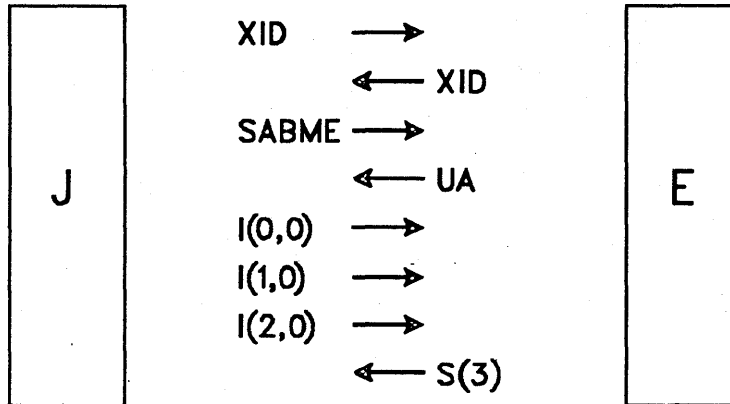 XID
XID
SABME
J
UA
E
I(0,0)
I(1,0)
I(2,0)
S(3)